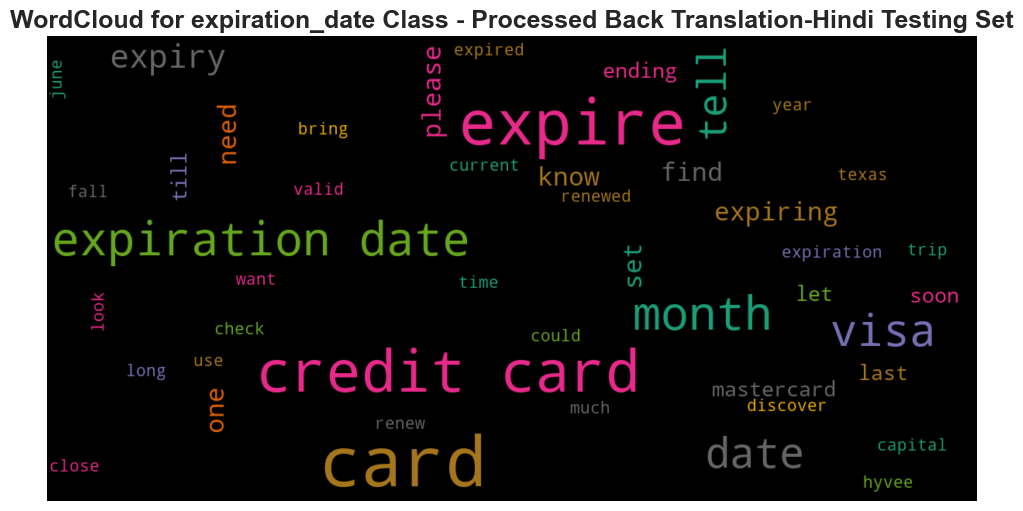 WordCloud for expiration_date Class - Processed Back Translation-Hindi Testing Set
june
expiry
please
expired
ending
tell
need
bring
expire
year
till
current
know
find
texas
fall
valid
renewed
expiring
expiration date
set
expiration
trip
want
time
look
month
let
soon
check
could
visa
long
use
credit card
last
one
mastercard
discover
much
renew
card
date
capital
close
hyvee